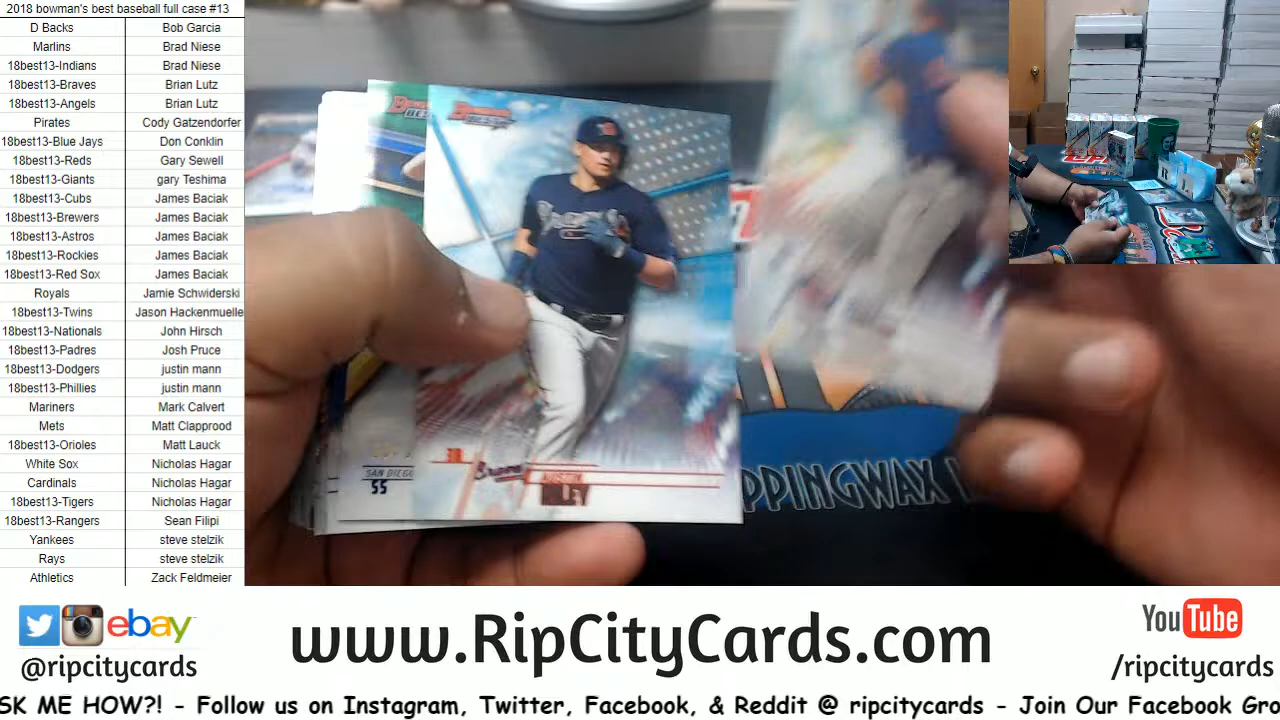 2018 bowman's best baseball full case #13
D Backs Bob Garcia
Marlins Brad Niese
18best13-Indians Brad Niese
18best13-Braves Brian Lutz
18best13-Angels Brian Lutz
Pirates Cody Gatzendorfer
18best13-Blue Jays Don Conklin
18best13-Reds Gary Sewell
18best13-Giants gary Teshima
18best13-Cubs James Baciak
18best13-Brewers James Baciak
18best13-Astros James Baciak
18best13-Rockies James Baciak
18best13-Red Sox James Baciak
Royals Jamie Schwiderski
18best13-Twins Jason Hackenmuelle
18best13-Nationals John Hirsch
18best13-Padres Josh Pruce
18best13-Dodgers justin mann
18best13-Phillies justin mann
Mariners Mark Calvert
Mets Matt Clapprood
18best13-Orioles Matt Lauck
White Sox Nicholas Hagar
Cardinals Nicholas Hagar
18best13-Tigers Nicholas Hagar
18best13-Rangers Sean Filipi
Yankees steve stelzik
Rays steve stelzik
Athletics Zack Feldmeier
SAN DIEG
55
3B
Braves
AUSTIN
RILEY
PPINGWAX
ebay
@ripcitycards
www.RipCityCards.com
YouTube
/ripcitycards
SK ME HOW?! - Follow us on Instagram, Twitter, Facebook, & Reddit @ ripcitycards - Join Our Facebook Gro